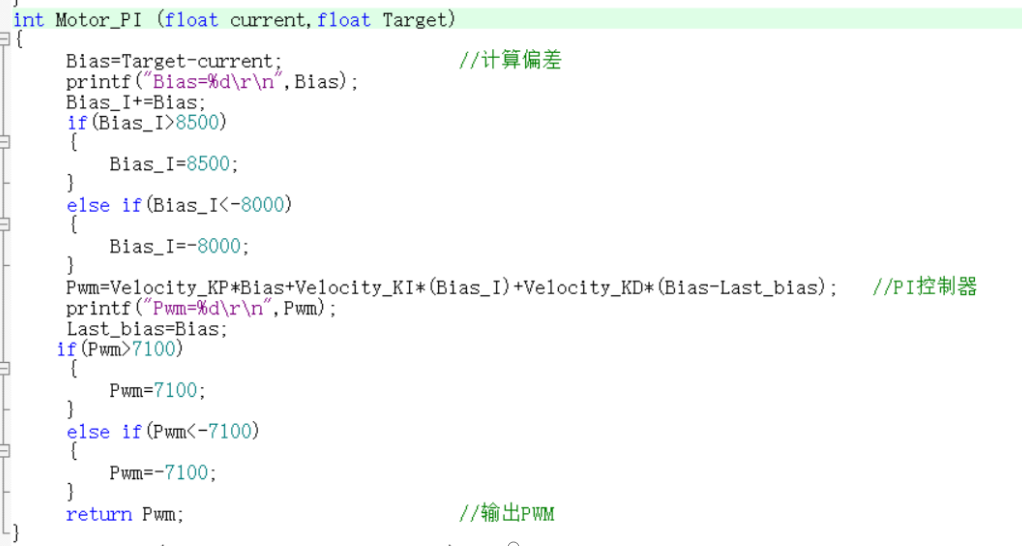 int Motor_PI (float current,float Target)
{
Bias=Target-current; //计算偏差
printf("Bias=%d\r\n",Bias);
Bias_I+=Bias;
if(Bias_I>8500)
{
Bias_I=8500;
}
else if(Bias_I<-8000)
{
Bias_I=-8000;
}
Pwm=Velocity_KP*Bias+Velocity_KI*(Bias_I)+Velocity_KD*(Bias-Last_bias); //PI控制器
printf("Pwm=%d\r\n",Pwm);
Last_bias=Bias;
if(Pwm>7100)
{
Pwm=7100;
}
else if(Pwm<-7100)
{
Pwm=-7100;
}
return Pwm; //输出PWM
}